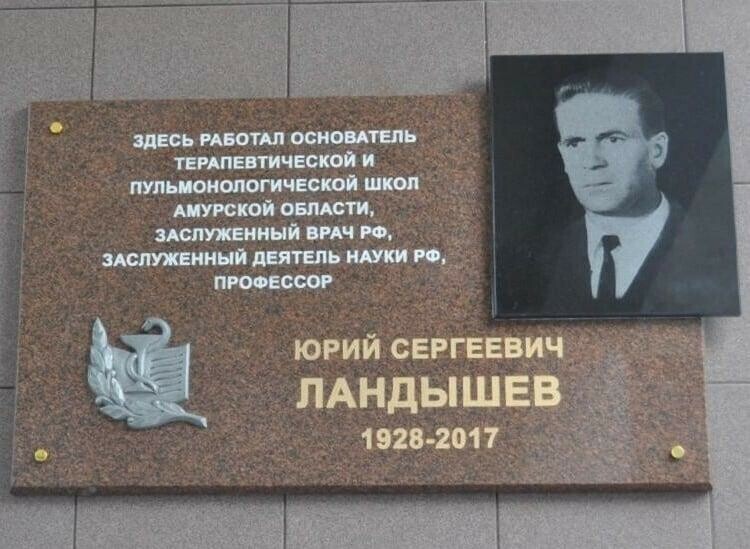 ЗДЕСЬ РАБОТАЛ ОСНОВАТЕЛЬ
ТЕРАПЕВТИЧЕСКОЙ И
ПУЛЬМОНОЛОГИЧЕСКОЙ ШКОЛ
АМУРСКОЙ ОБЛАСТИ,
ЗАСЛУЖЕННЫЙ ВРАЧ РФ,
ЗАСЛУЖЕННЫЙ ДЕЯТЕЛЬ НАУКИ РФ,
ПРОФЕССОР
ЮРИЙ СЕРГЕЕВИЧ
ЛАНДЫШЕВ
1928-2017